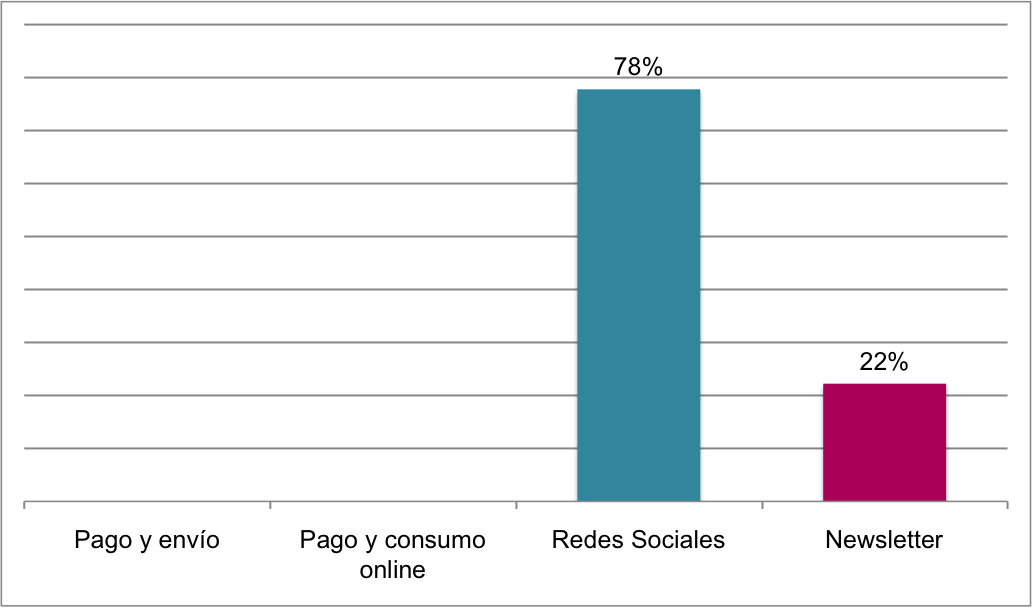 78%
22%
Pago y envío
Pago y consumo
online
Redes Sociales
Newsletter